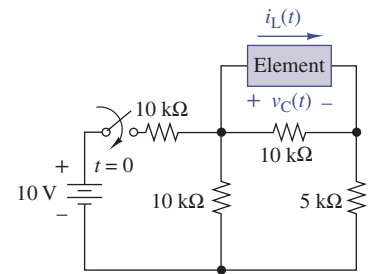 i_L(t)
Element
+ v_C(t) −
10 kΩ
10 kΩ
+ t = 0
10 V
−
10 kΩ
5 kΩ